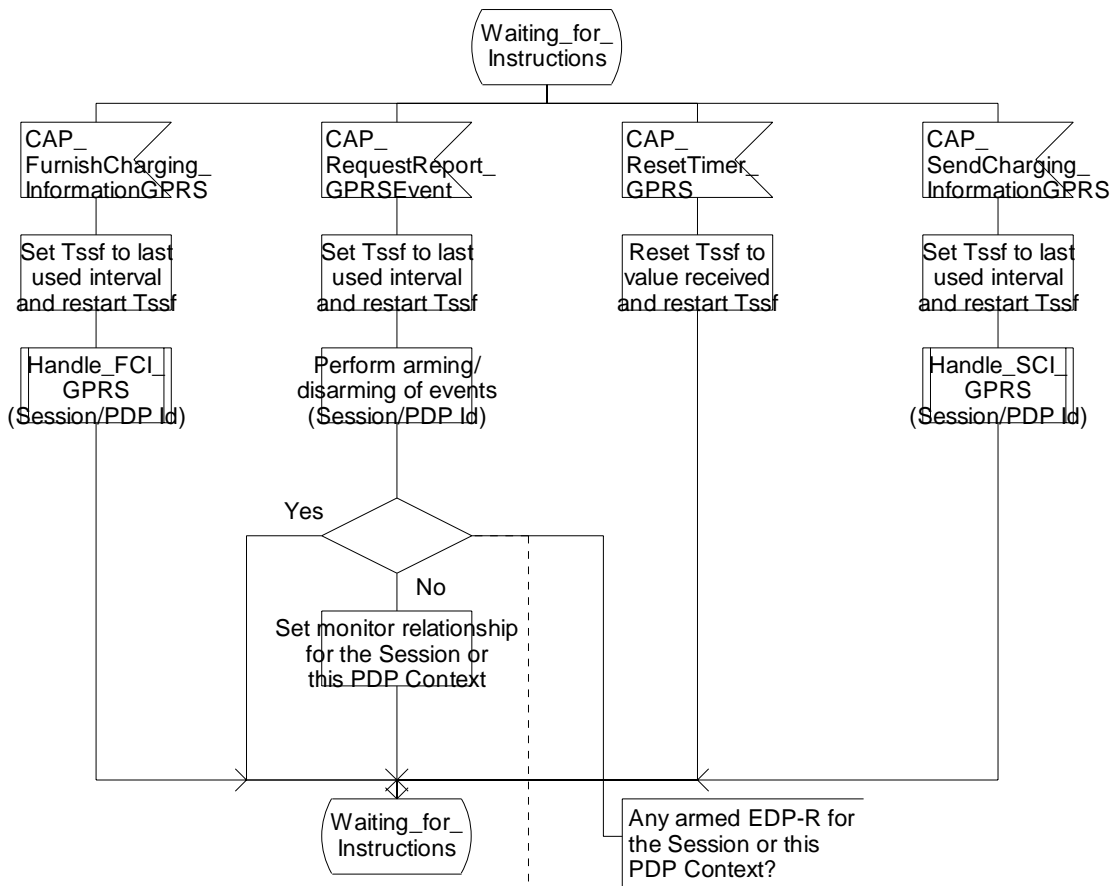 Waiting_for_
Instructions
CAP_
FurnishCharging_
InformationGPRS
CAP_
RequestReport_
GPRSEvent
CAP_
ResetTimer_
GPRS
CAP_
SendCharging_
InformationGPRS
Set Tssf to last
used interval
and restart Tssf
Set Tssf to last
used interval
and restart Tssf
Reset Tssf to
value received
and restart Tssf
Set Tssf to last
used interval
and restart Tssf
Handle_FCI_
GPRS
(Session/PDP Id)
Perform arming/
disarming of events
(Session/PDP Id)
Handle_SCI_
GPRS
(Session/PDP Id)
Yes
No
Set monitor relationship
for the Session or
this PDP Context
Waiting_for_
Instructions
Any armed EDP-R for
the Session or this
PDP Context?